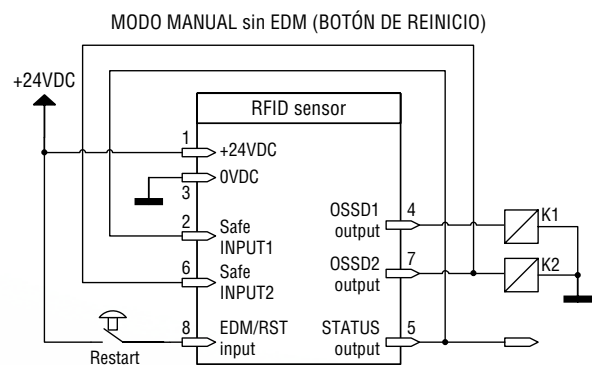 MODO MANUAL sin EDM (BOTÓN DE REINICIO)
+24VDC
RFID sensor
1
+24VDC
0VDC
3
2
Safe
INPUT1
6
Safe
INPUT2
8
EDM/RST
input
Restart
OSSD1
output
4
K1
OSSD2
output
7
K2
STATUS
output
5